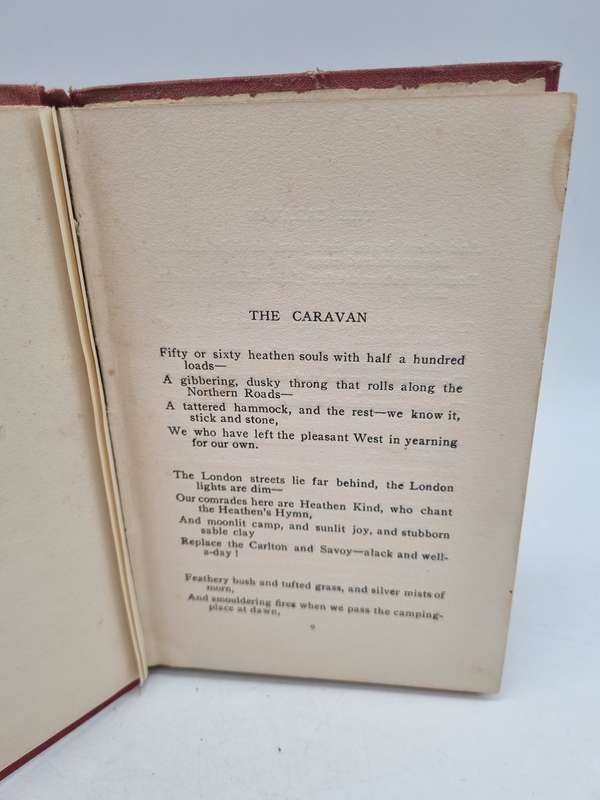 THE CARAVAN
Fifty or sixty heathen souls with half a hundred
loads—
A gibbering, dusky throng that rolls along the
Northern Roads—
A tattered hammock, and the rest—we know it,
stick and stone,
We who have left the pleasant West in yearning
for our own.
The London streets lie far behind, the London
lights are dim—
Our comrades here are Heathen Kind, who chant
the Heathen's Hymn,
And moonlit camp, and sunlit joy, and stubborn
sable clay
Replace the Carlton and Savoy—alack and well-
a-day !
Feathery bush and tufted grass, and silver mists of
morn,
And smouldering fires when we pass the camping-
place at dawn,
9